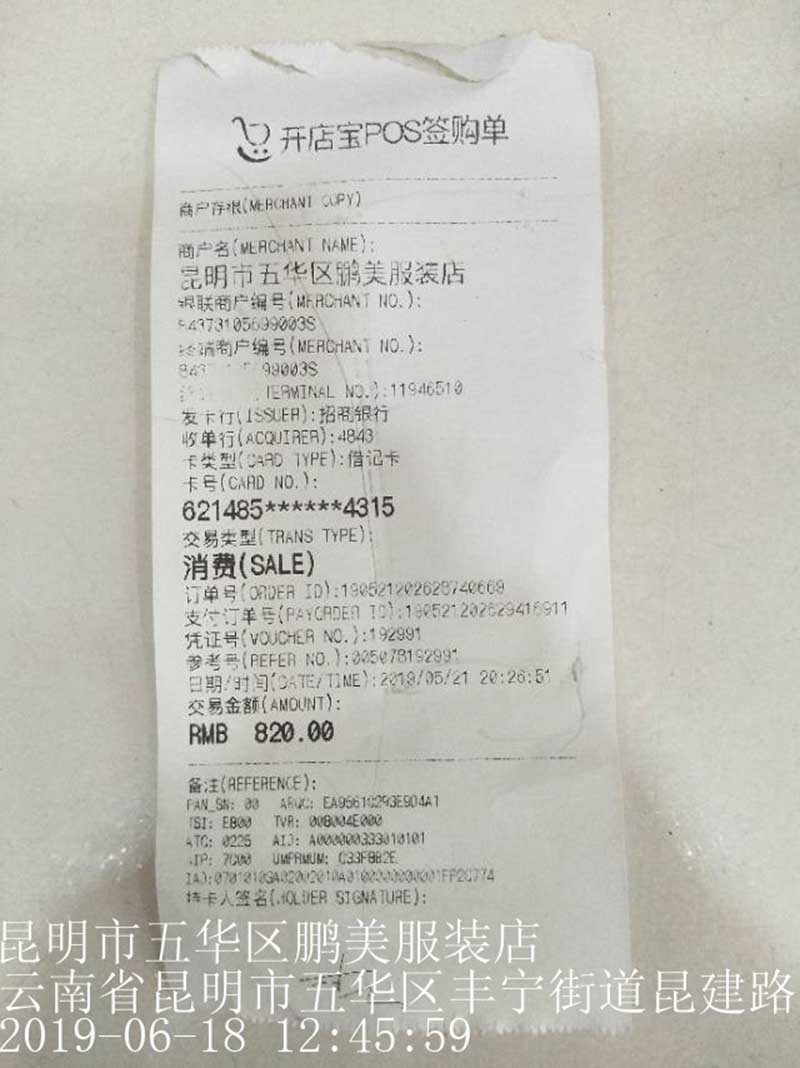 开店宝POS签购单
商户存根(MERCHANT COPY)
商户名(MERCHANT NAME):
昆明市五华区鹏美服装店
银联商户编号(MERCHANT NO.):
84373105699003S
终端商户编号(MERCHANT NO.):
99003S
(TERMINAL NO.):11946510
发卡行(ISSUER):招商银行
收单行(ACQUIRER):4843
卡类型(CARD TYPE):借记卡
卡号(CARD NO.):
621485******4315
交易类型(TRANS TYPE):
消费(SALE)
订单号(ORDER ID):190521202628740669
支付订单号(PAYORDER ID):190521202629416911
凭证号(VOUCHER NO.):192991
参考号(REFER NO.):005078192991
日期/时间(DATE/TIME):2019/05/21 20:26:51
交易金额(AMOUNT):
RMB 820.00
备注(REFERENCE):
PAN_SN: 00 ARQC: EA95610293E9D4A1
TSI: E800 TVR: 008004E000
ATC: 0225 AID: A000000333010101
AIP: 7C00 UMPRNUM: C33F882E
持卡人签名(HOLDER SIGNATURE):
昆明市五华区鹏美服装店
云南省昆明市五华区丰宁街道昆建路
2019-06-18 12:45:59